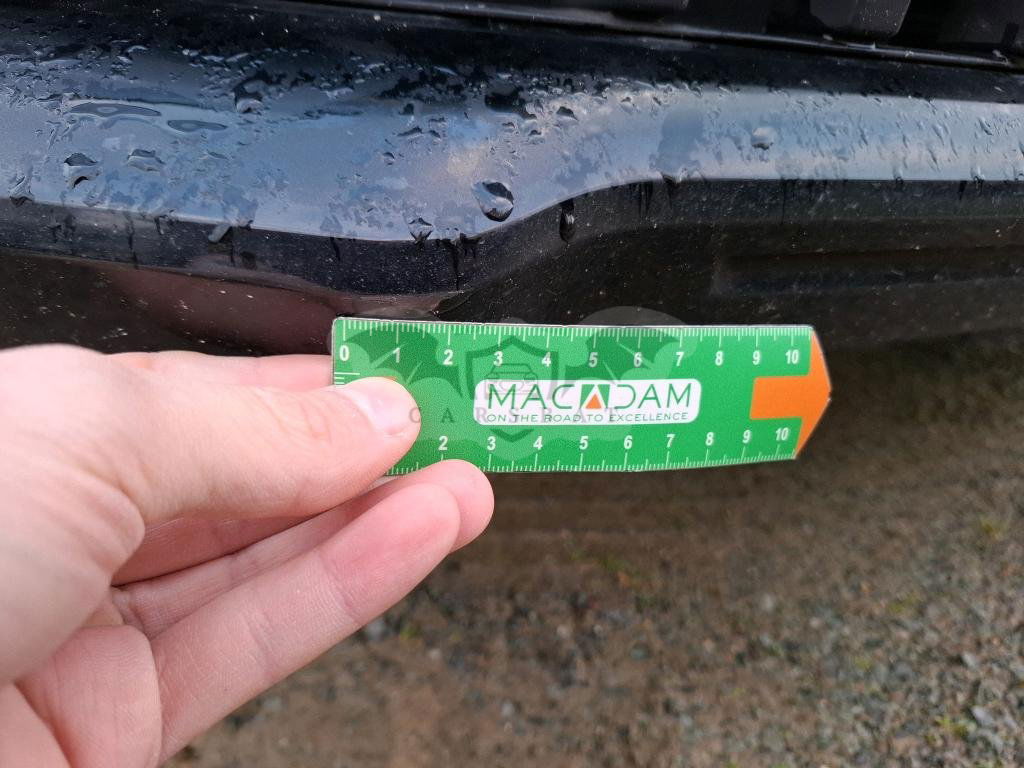 0 1 2 3 4 5 6 7 8 9 10
MACADAM
CARSBAT
ON THE ROAD TO EXCELLENCE
2 3 4 5 6 7 8 9 10